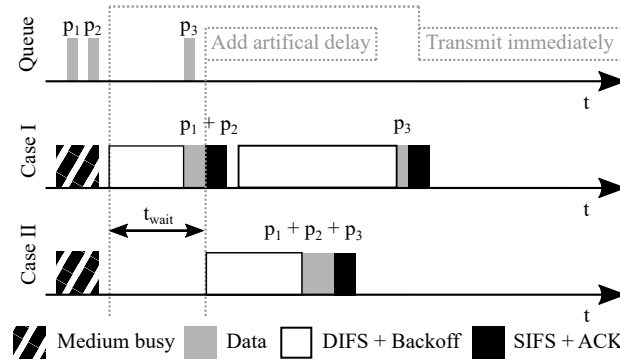 Queue
p1 p2
p3
Add artifical delay
Transmit immediately
t
Case I
p1 + p2
p3
t
Case II
twait
p1 + p2 + p3
t
Medium busy
Data
DIFS + Backoff
SIFS + ACK